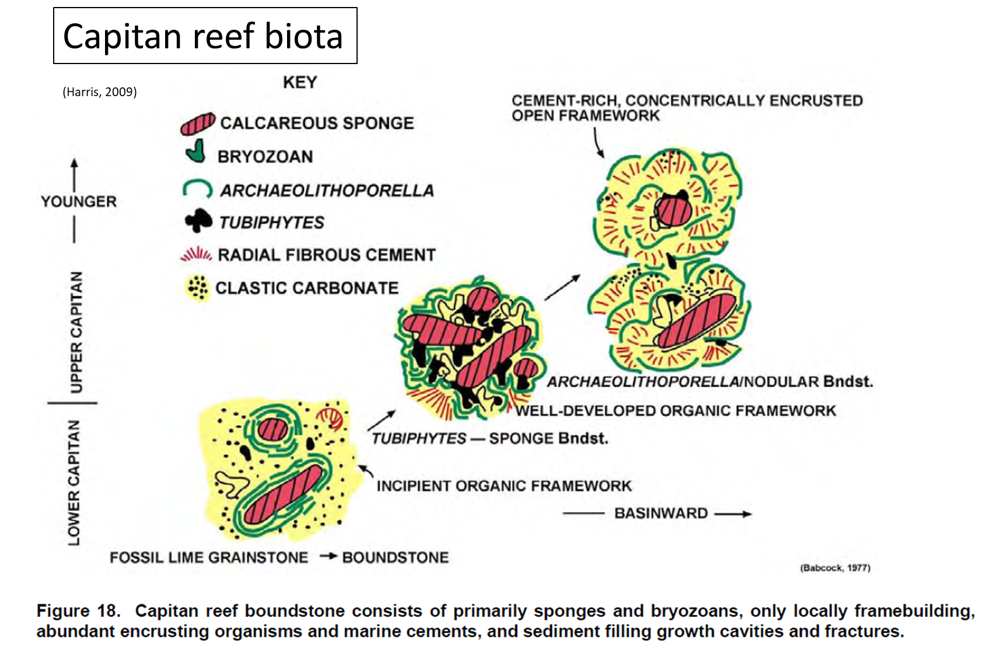 Capitan reef biota
(Harris, 2009)
KEY
CALCAREOUS SPONGE
BRYOZOAN
ARCHAEOLITHOPORELLA
TUBIPHYTES
RADIAL FIBROUS CEMENT
CLASTIC CARBONATE
CEMENT-RICH, CONCENTRICALLY ENCRUSTED
OPEN FRAMEWORK
YOUNGER
UPPER CAPITAN
LOWER CAPITAN
ARCHAEOLITHOPORELLA/NODULAR Bndst.
WELL-DEVELOPED ORGANIC FRAMEWORK
TUBIPHYTES — SPONGE Bndst.
INCIPIENT ORGANIC FRAMEWORK
BASINWARD
FOSSIL LIME GRAINSTONE → BOUNDSTONE
(Babcock, 1977)
Figure 18. Capitan reef boundstone consists of primarily sponges and bryozoans, only locally framebuilding,
abundant encrusting organisms and marine cements, and sediment filling growth cavities and fractures.